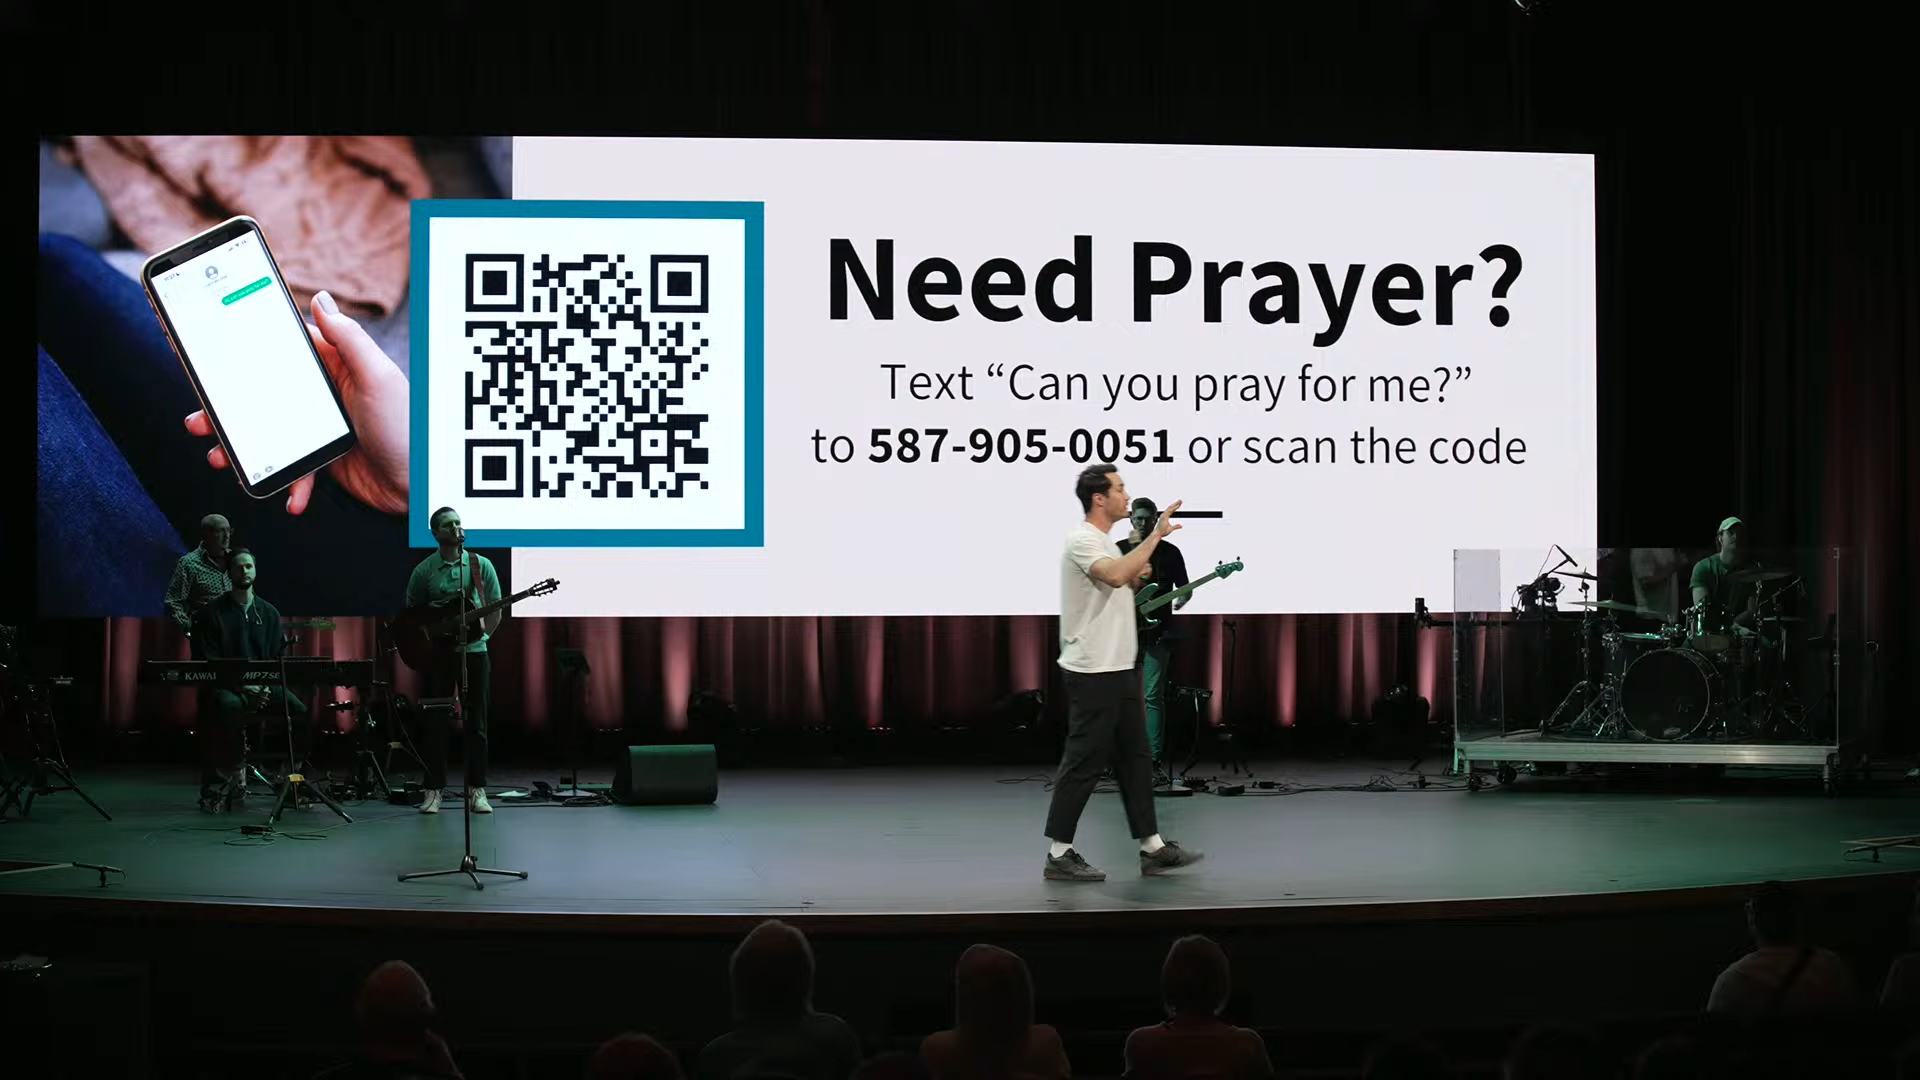 Need Prayer?
Text “Can you pray for me?”
to 587-905-0051 or scan the code
KAWAI MP7SE